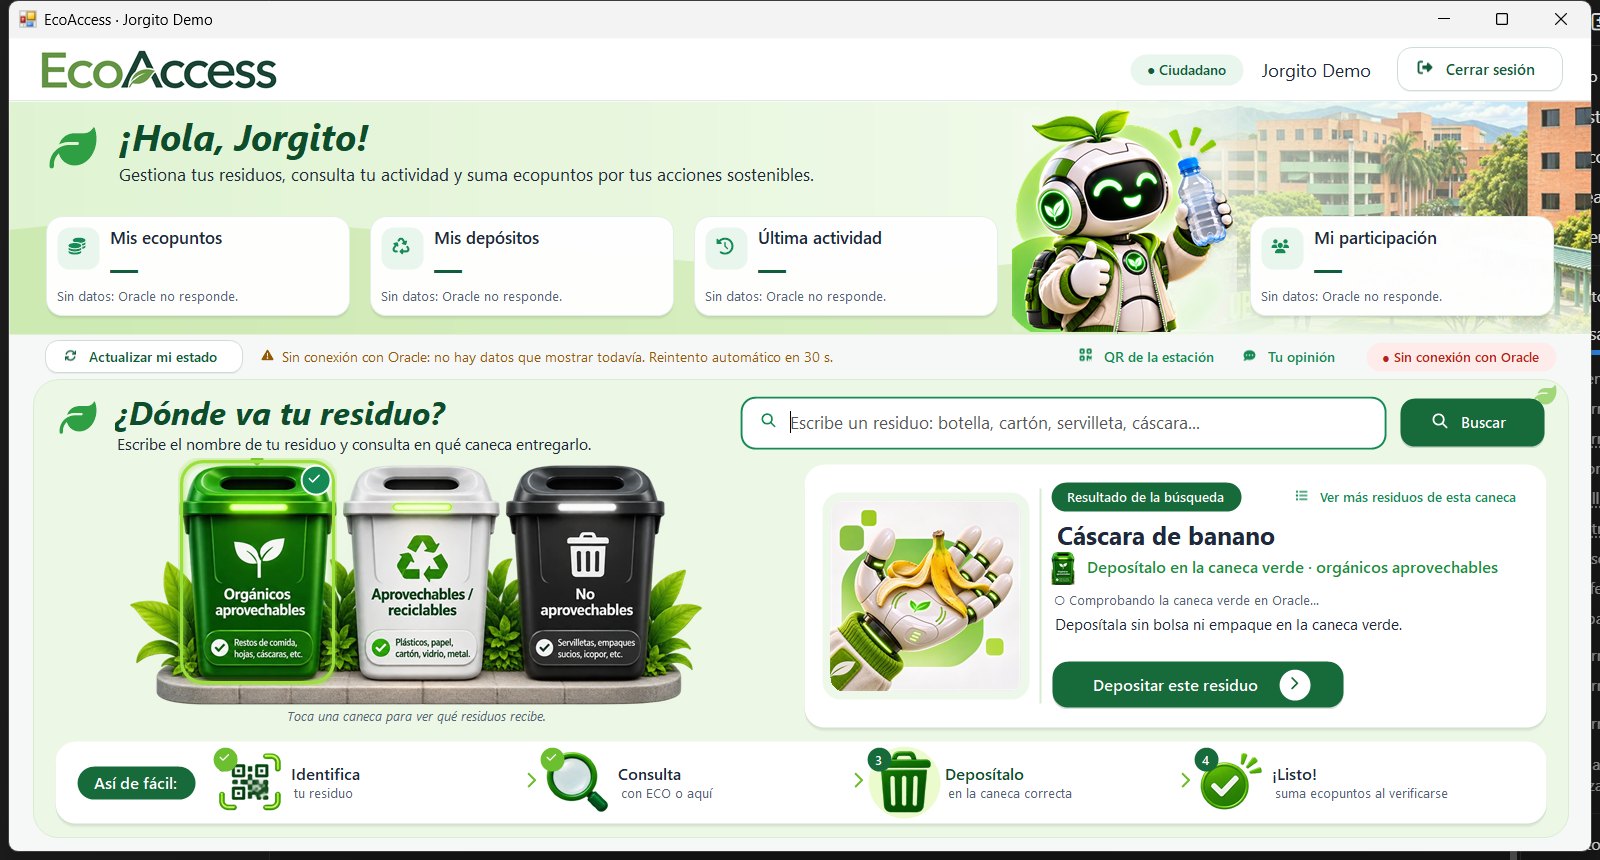 EcoAccess · Jorgito Demo
EcoAccess
● Ciudadano
Jorgito Demo
Cerrar sesión
¡Hola, Jorgito!
Gestiona tus residuos, consulta tu actividad y suma ecopuntos por tus acciones sostenibles.
Mis ecopuntos
Sin datos: Oracle no responde.
Mis depósitos
Sin datos: Oracle no responde.
Última actividad
Sin datos: Oracle no responde.
Mi participación
Sin datos: Oracle no responde.
Actualizar mi estado
Sin conexión con Oracle: no hay datos que mostrar todavía. Reintento automático en 30 s.
QR de la estación
Tu opinión
● Sin conexión con Oracle
¿Dónde va tu residuo?
Escribe el nombre de tu residuo y consulta en qué caneca entregarlo.
Escribe un residuo: botella, cartón, servilleta, cáscara...
Buscar
Orgánicos
aprovechables
Restos de comida,
hojas, cáscaras, etc.
Aprovechables /
reciclables
Plásticos, papel,
cartón, vidrio, metal.
No
aprovechables
Servilletas, empaques
sucios, icopor, etc.
Toca una caneca para ver qué residuos recibe.
Resultado de la búsqueda
Ver más residuos de esta caneca
Cáscara de banano
Deposítalo en la caneca verde · orgánicos aprovechables
○ Comprobando la caneca verde en Oracle...
Deposítala sin bolsa ni empaque en la caneca verde.
Depositar este residuo
Así de fácil:
Identifica
tu residuo
Consulta
con ECO o aquí
3
Deposítalo
en la caneca correcta
4
¡Listo!
suma ecopuntos al verificarse